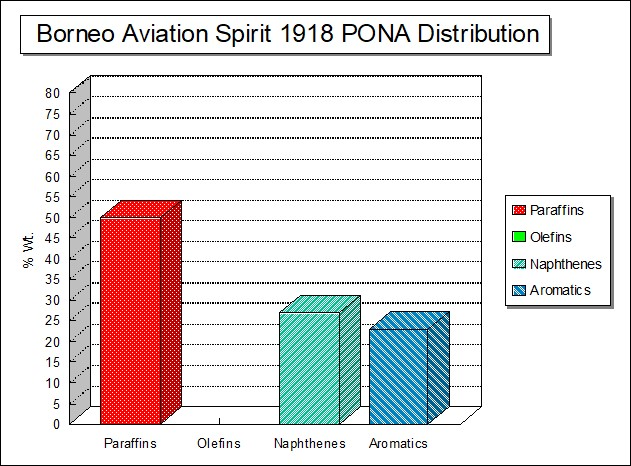 Borneo Aviation Spirit 1918 PONA Distribution
80
75
70
65
60
55
50
45
40
35
30
25
20
15
10
5
0
% Wt.
Paraffins
Olefins
Naphthenes
Aromatics
Paraffins Olefins Naphthenes Aromatics